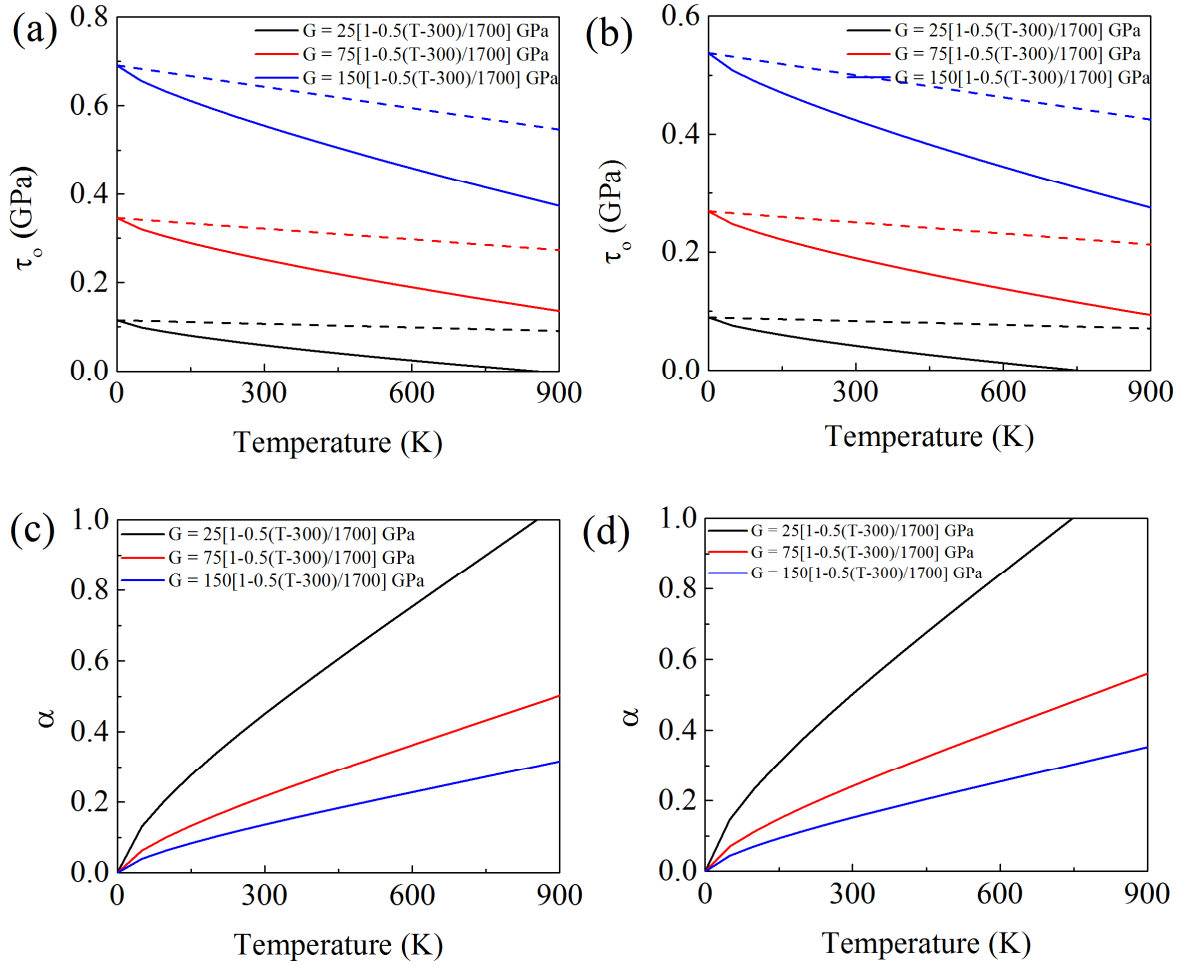 (a)
G = 25[1-0.5(T-300)/1700] GPa
G = 75[1-0.5(T-300)/1700] GPa
G = 150[1-0.5(T-300)/1700] GPa
0.8
0.6
0.4
0.2
0.0
τo (GPa)
0 300 600 900
Temperature (K)
(b)
G = 25[1-0.5(T-300)/1700] GPa
G = 75[1-0.5(T-300)/1700] GPa
G = 150[1-0.5(T-300)/1700] GPa
0.6
0.4
0.2
0.0
τo (GPa)
0 300 600 900
Temperature (K)
(c)
G = 25[1-0.5(T-300)/1700] GPa
G = 75[1-0.5(T-300)/1700] GPa
G = 150[1-0.5(T-300)/1700] GPa
1.0
0.8
0.6
0.4
0.2
0.0
α
0 300 600 900
Temperature (K)
(d)
G = 25[1-0.5(T-300)/1700] GPa
G = 75[1-0.5(T-300)/1700] GPa
G = 150[1-0.5(T-300)/1700] GPa
1.0
0.8
0.6
0.4
0.2
0.0
α
0 300 600 900
Temperature (K)